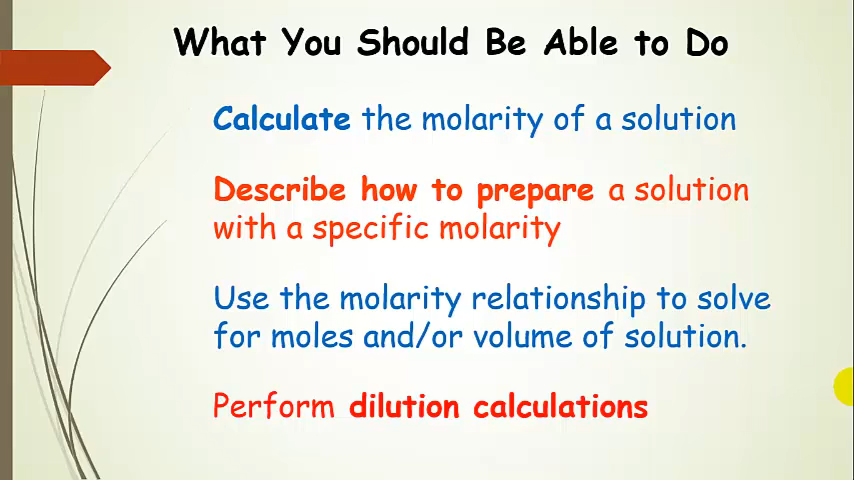 What You Should Be Able to Do
Calculate the molarity of a solution
Describe how to prepare a solution
with a specific molarity
Use the molarity relationship to solve
for moles and/or volume of solution.
Perform dilution calculations